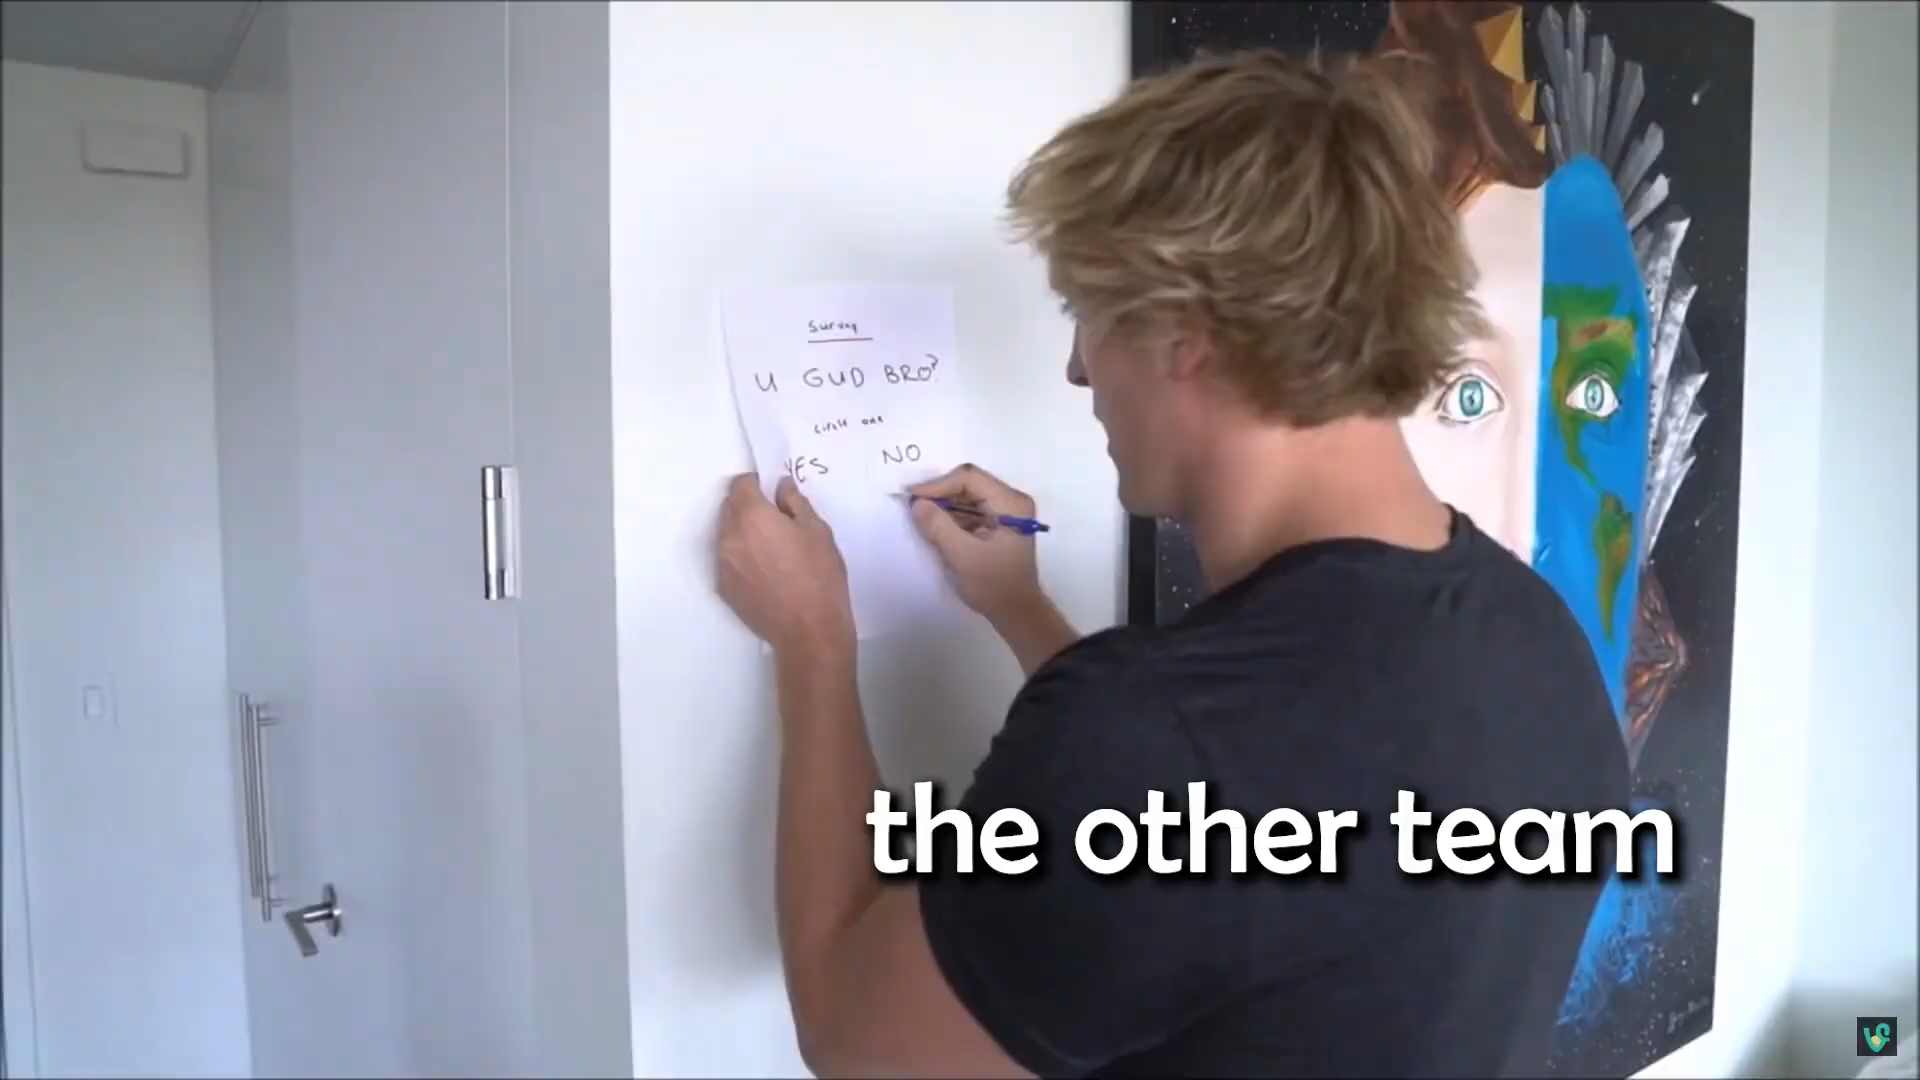 Survey
U GUD BRO?
circle one
YES NO
the other team